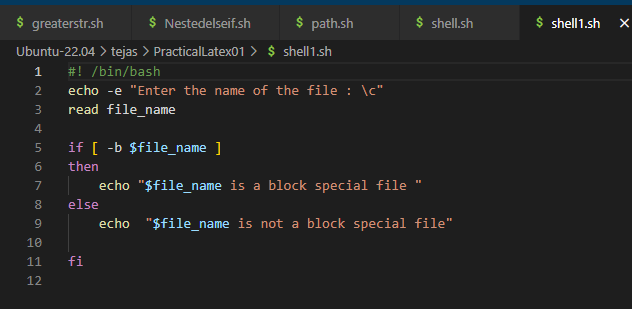 $ greaterstr.sh $ Nestedelseif.sh $ path.sh $ shell.sh $ shell1.sh ×
Ubuntu-22.04 > tejas > PracticalLatex01 > $ shell1.sh
1 #! /bin/bash
2 echo -e "Enter the name of the file : \c"
3 read file_name
4
5 if [ -b $file_name ]
6 then
7     echo "$file_name is a block special file "
8 else
9     echo  "$file_name is not a block special file"
10
11 fi
12